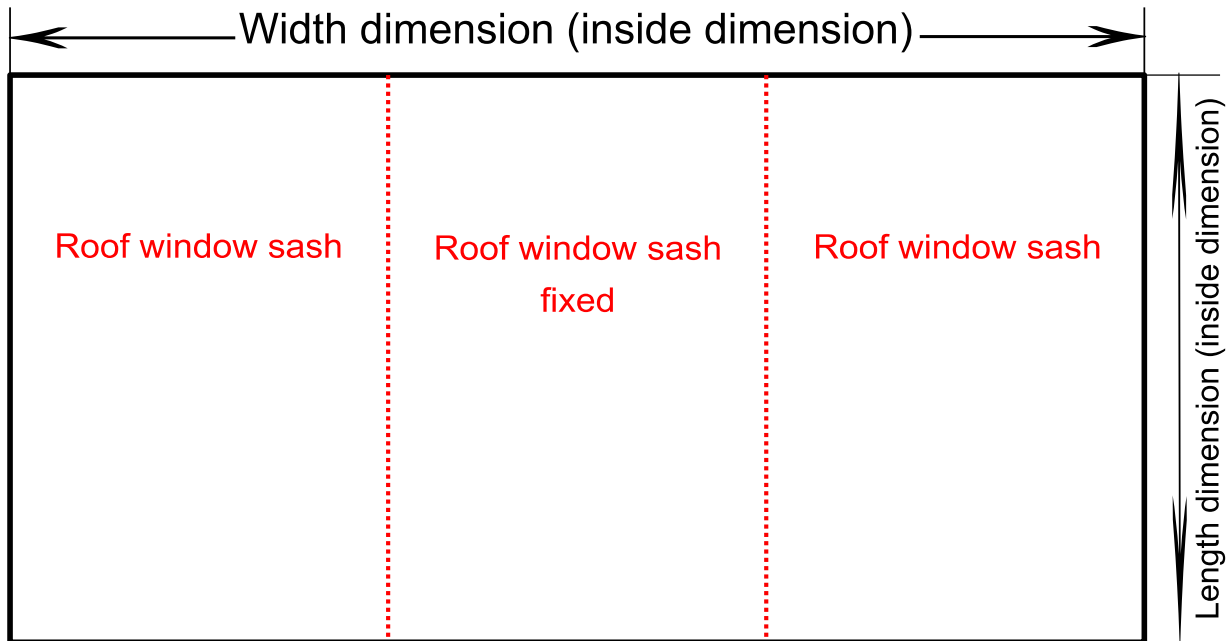 Width dimension (inside dimension)
Roof window sash
Roof window sash
fixed
Roof window sash
Length dimension (inside dimension)